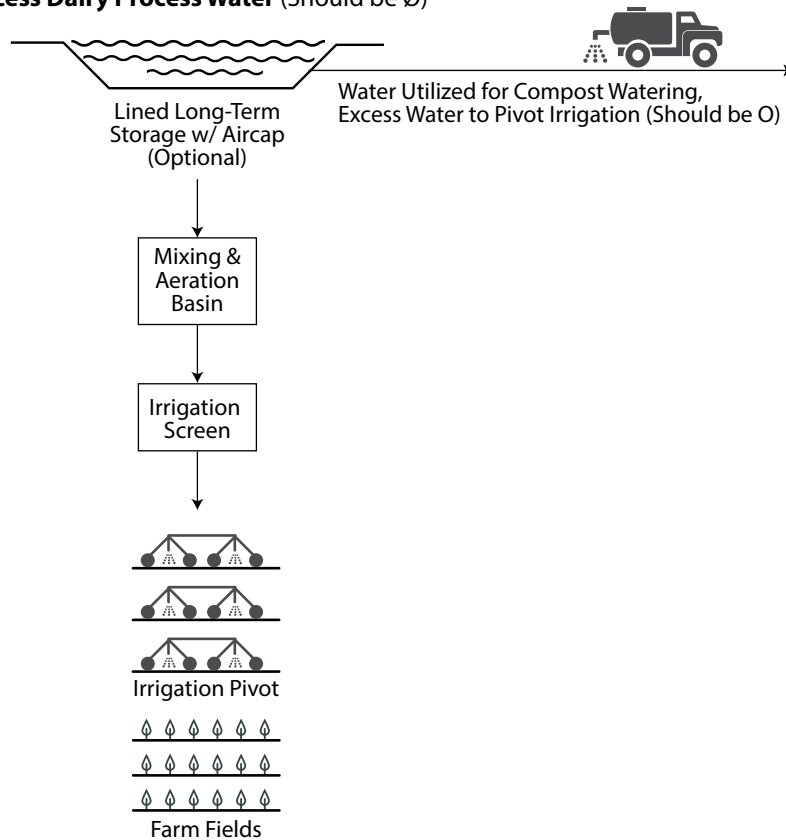 Dairy Process Water (Should be Ø)
Water Utilized for Compost Watering,
Excess Water to Pivot Irrigation (Should be O)
Lined Long-Term
Storage w/ Aircap
(Optional)
Mixing &
Aeration
Basin
Irrigation
Screen
Irrigation Pivot
Farm Fields